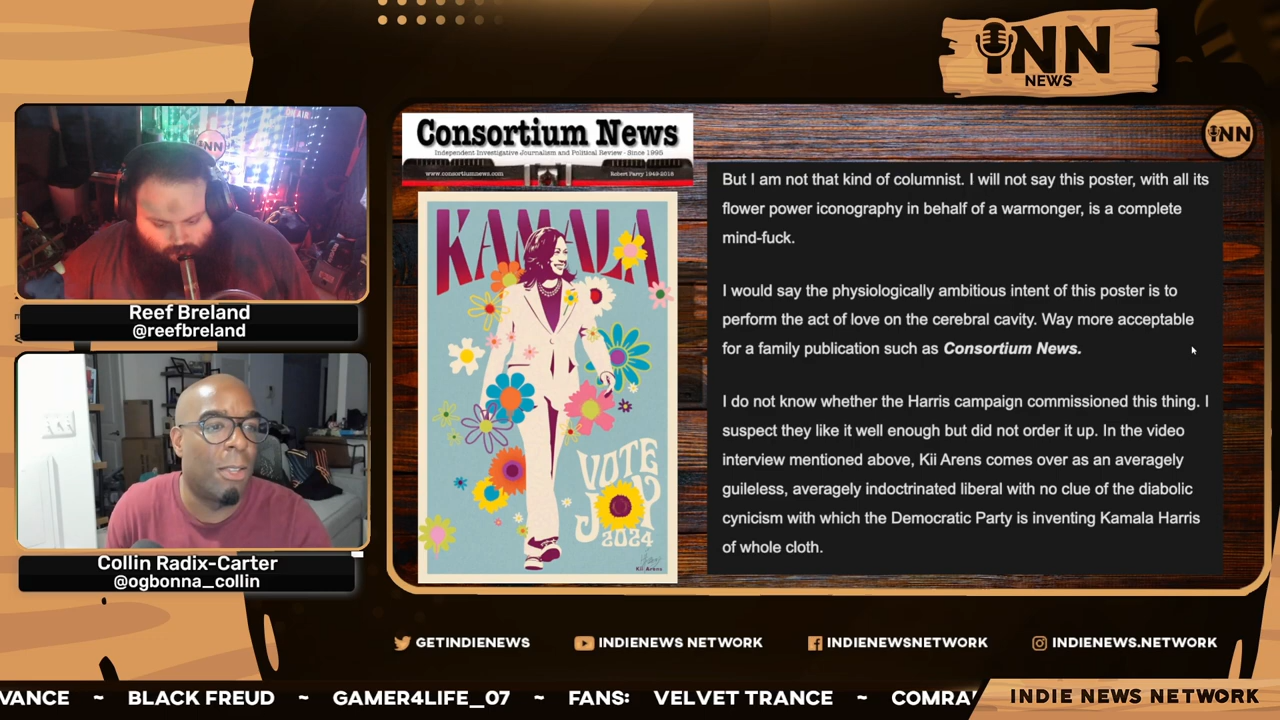 INN
NEWS
INN
Consortium News
Independent Investigative Journalism and Political Review - Since 1995
www.consortiumnews.com
Robert Parry 1949-2018
KAMALA
VOTE
JOY
2024
Kii Arens
But I am not that kind of columnist. I will not say this poster, with all its
flower power iconography in behalf of a warmonger, is a complete
mind-fuck.
I would say the physiologically ambitious intent of this poster is to
perform the act of love on the cerebral cavity. Way more acceptable
for a family publication such as Consortium News.
I do not know whether the Harris campaign commissioned this thing. I
suspect they like it well enough but did not order it up. In the video
interview mentioned above, Kii Arens comes over as an averagely
guileless, averagely indoctrinated liberal with no clue of the diabolic
cynicism with which the Democratic Party is inventing Kamala Harris
of whole cloth.
INN
Reef Breland
@reefbreland
Collin Radix-Carter
@ogbonna_collin
GETINDIENEWS
INDIENEWS NETWORK
INDIENEWSNETWORK
INDIENEWS.NETWORK
VANCE ~ BLACK FREUD ~ GAMER4LIFE_07 ~ FANS: VELVET TRANCE ~ COMRA
INDIE NEWS NETWORK